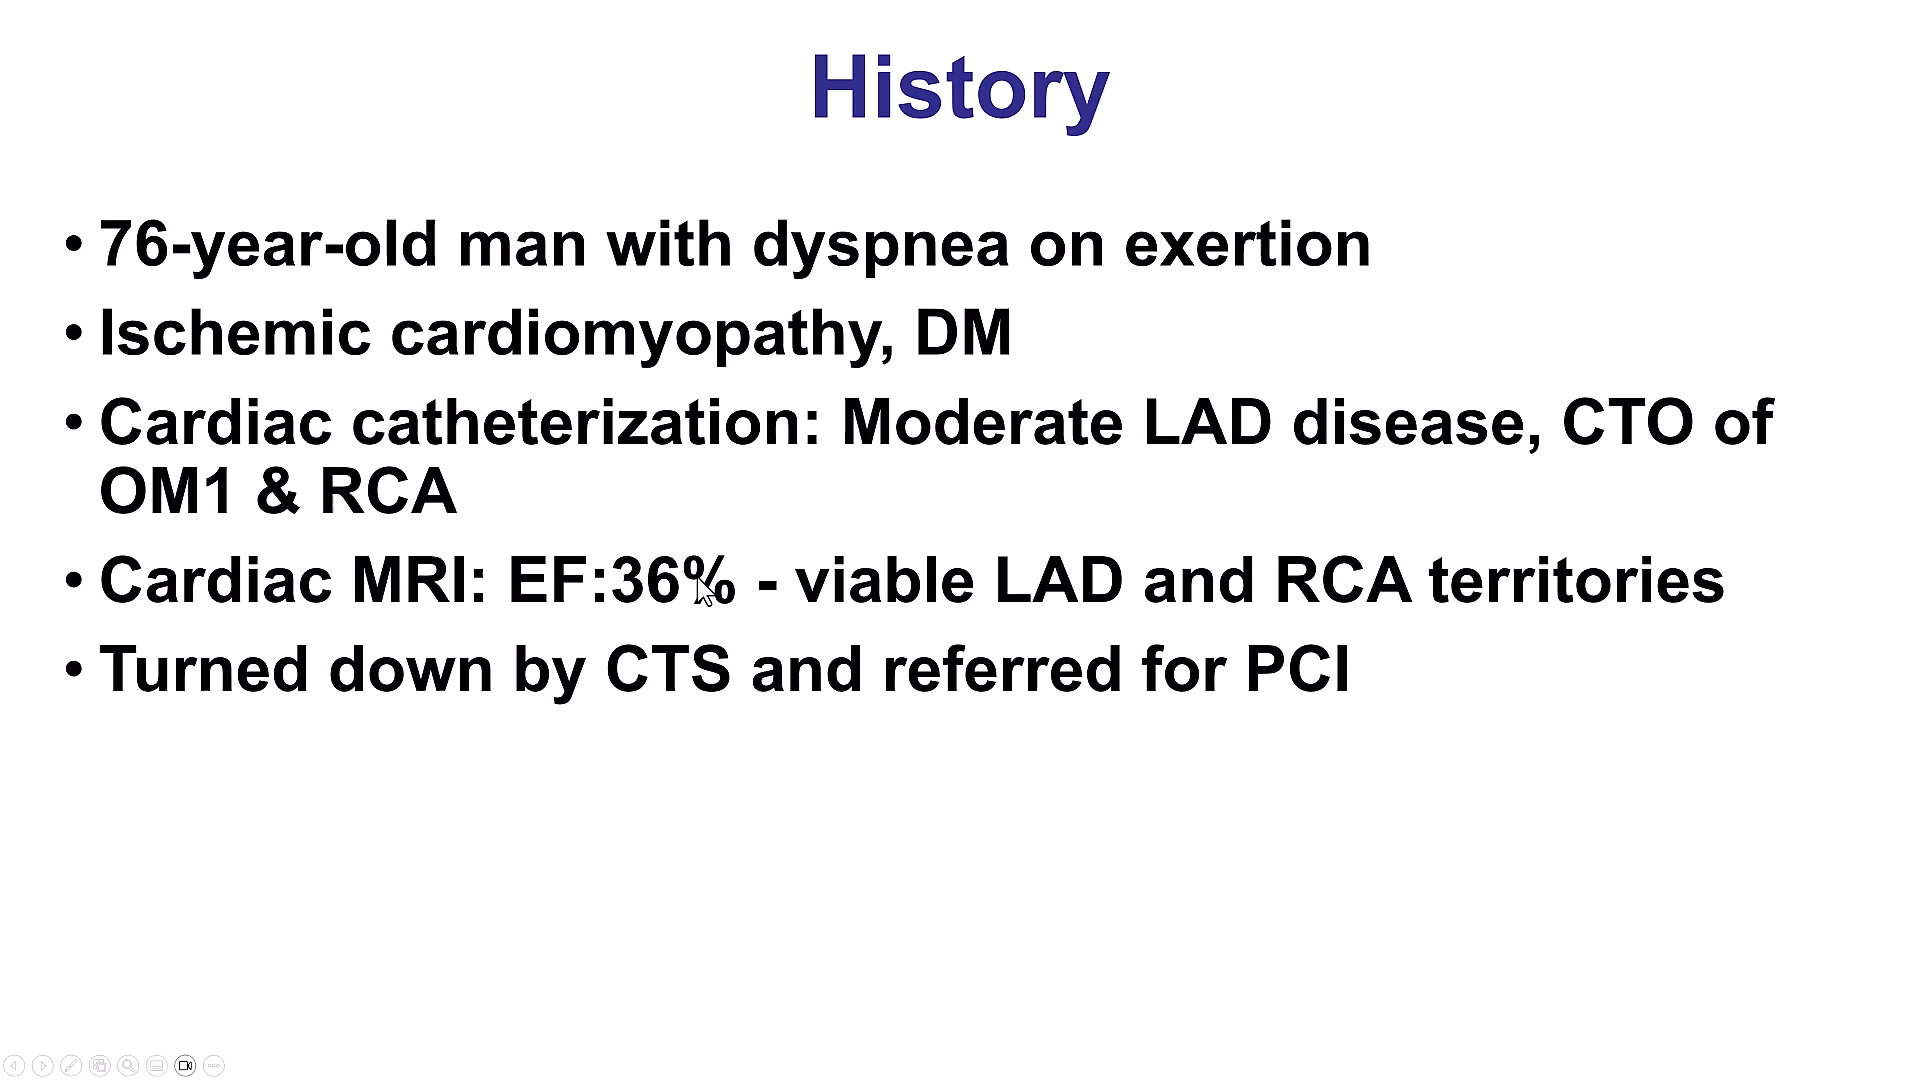 History
• 76-year-old man with dyspnea on exertion
• Ischemic cardiomyopathy, DM
• Cardiac catheterization: Moderate LAD disease, CTO of
OM1 & RCA
• Cardiac MRI: EF:36% - viable LAD and RCA territories
• Turned down by CTS and referred for PCI